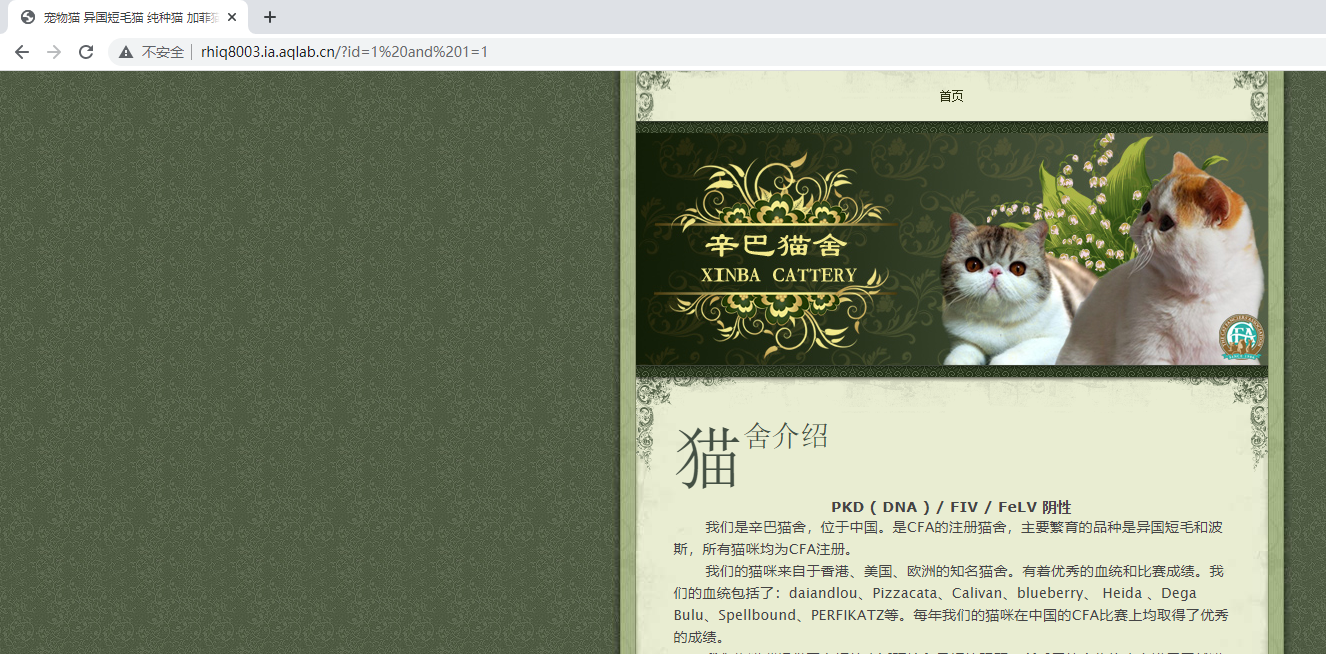 宠物猫 异国短毛猫 纯种猫 加菲猫
不安全 rhiq8003.ia.aqlab.cn/?id=1%20and%201=1
首页
辛巴猫舍
XINBA CATTERY
猫舍介绍
PKD ( DNA ) / FIV / FeLV 阴性
我们是辛巴猫舍，位于中国。是CFA的注册猫舍，主要繁育的品种是异国短毛和波
斯，所有猫咪均为CFA注册。
我们的猫咪来自于香港、美国、欧洲的知名猫舍。有着优秀的血统和比赛成绩。我
们的血统包括了：daiandlou、Pizzacata、Calivan、blueberry、 Heida 、Dega
Bulu、Spellbound、PERFIKATZ等。每年我们的猫咪在中国的CFA比赛上均取得了优秀
的成绩。